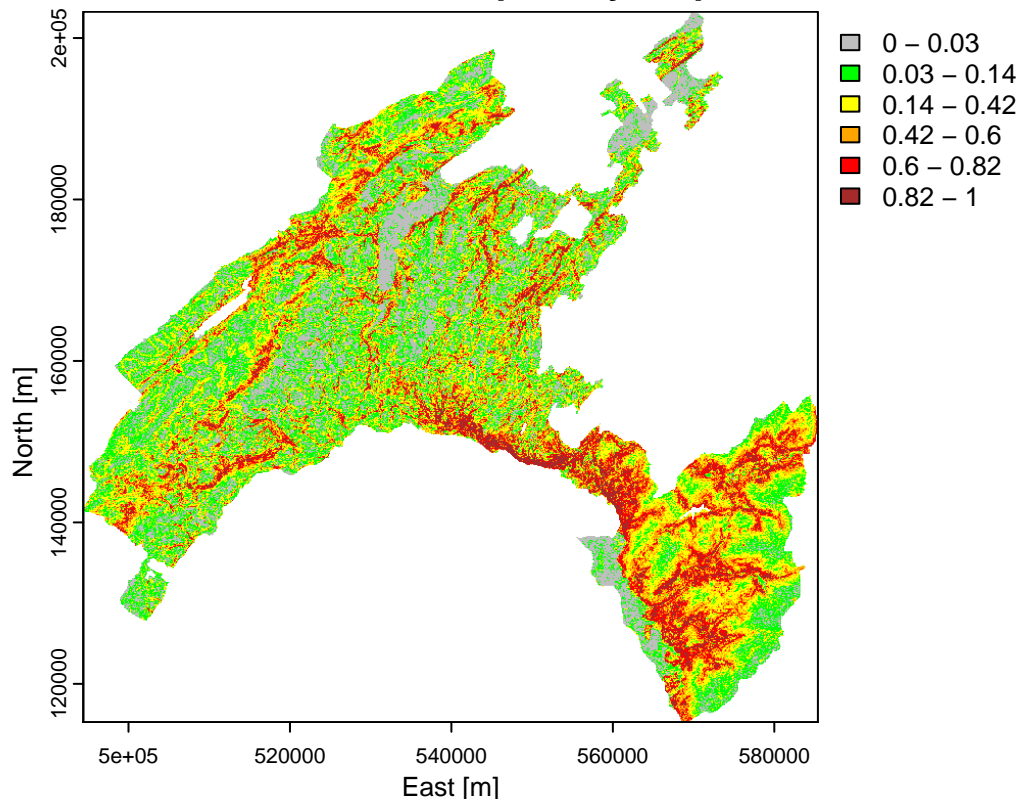 0 – 0.03
0.03 – 0.14
0.14 – 0.42
0.42 – 0.6
0.6 – 0.82
0.82 – 1
North [m]
2e+05
180000
160000
140000
120000
5e+05 520000 540000 560000 580000
East [m]